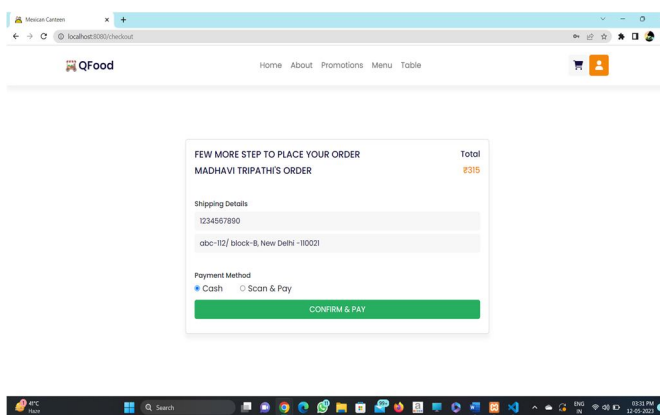 Mexican Canteen
localhost:8080/checkout
QFood
Home About Promotions Menu Table
FEW MORE STEP TO PLACE YOUR ORDER Total
MADHAVI TRIPATHI'S ORDER ₹315
Shipping Details
1234567890
abc-112/ block-B, New Delhi -110021
Payment Method
Cash Scan & Pay
CONFIRM & PAY
41°C
Haze
Search
99+
ENG
IN
03:31 PM
12-05-2023